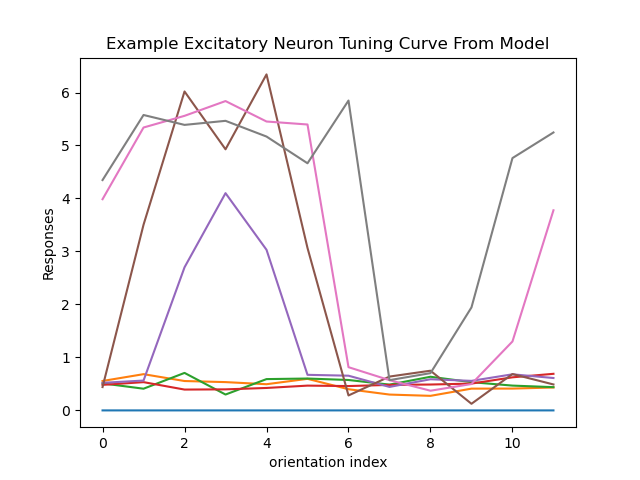 Example Excitatory Neuron Tuning Curve From Model
Responses
6
5
4
3
2
1
0
0 2 4 6 8 10
orientation index